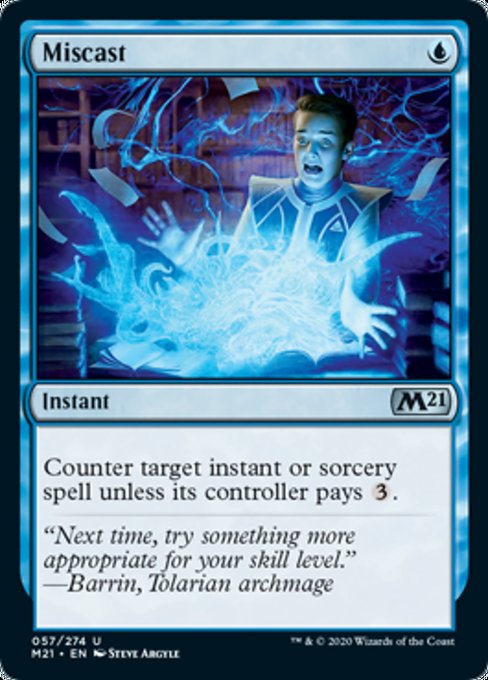 Miscast
Instant
M21
Counter target instant or sorcery
spell unless its controller pays 3.
“Next time, try something more
appropriate for your skill level.”
—Barrin, Tolarian archmage
057/274 U
M21 • EN Steve Argyle
™ & © 2020 Wizards of the Coast